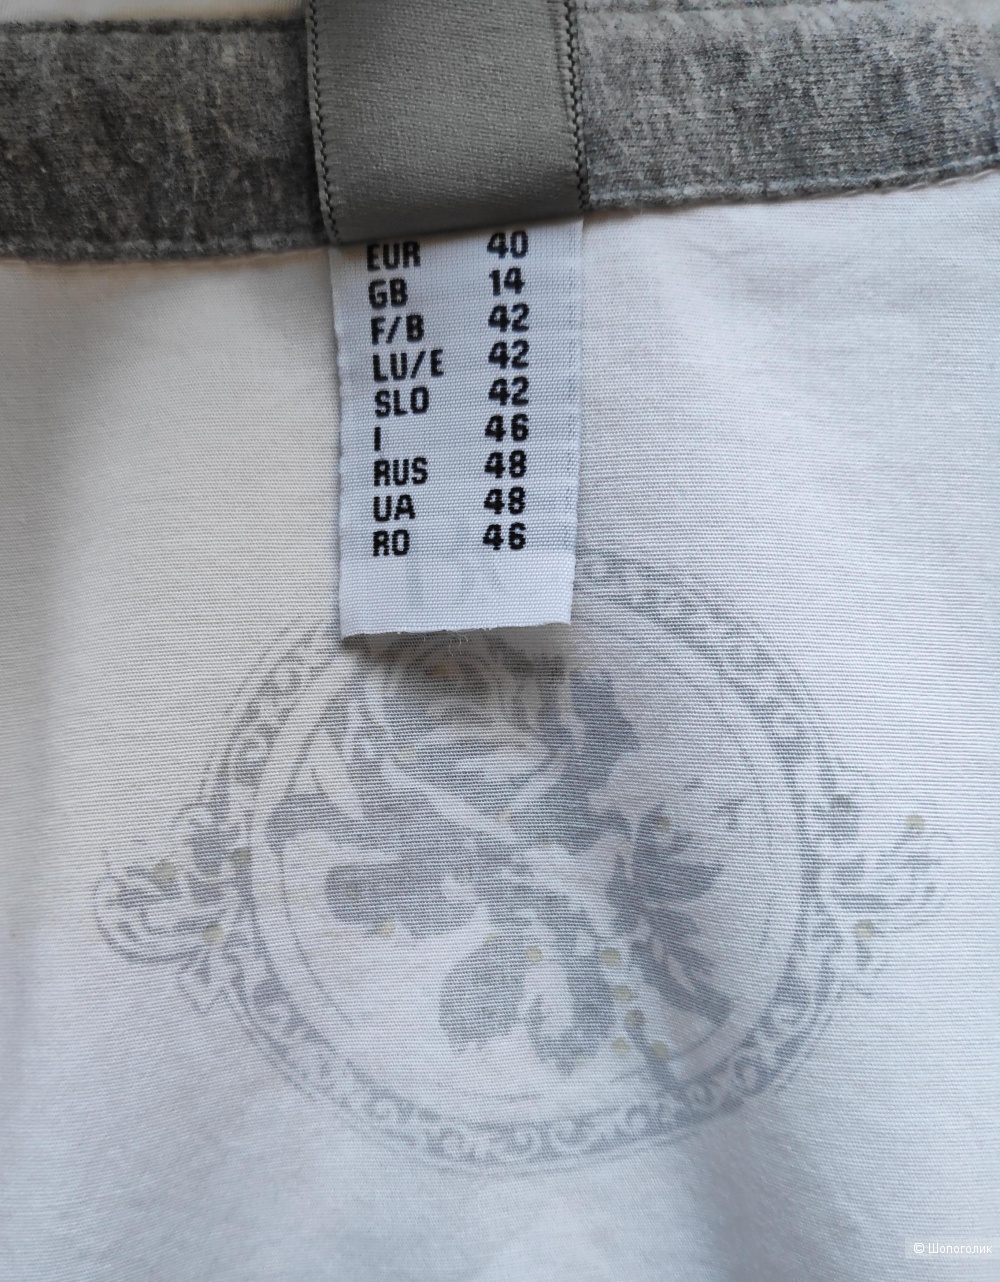 EUR 40
GB 14
F/B 42
LU/E 42
SLO 42
I 46
RUS 48
UA 48
RO 46
© Шопоголик